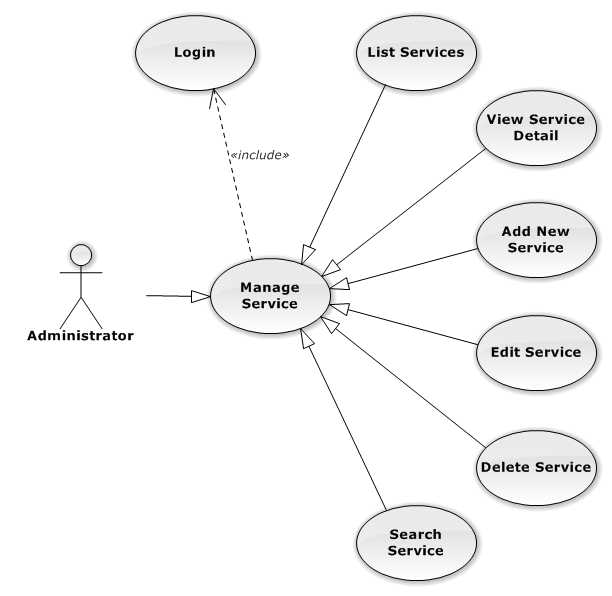 Login
List Services
View Service
Detail
«include»
Add New
Service
Manage
Service
Administrator
Edit Service
Delete Service
Search
Service